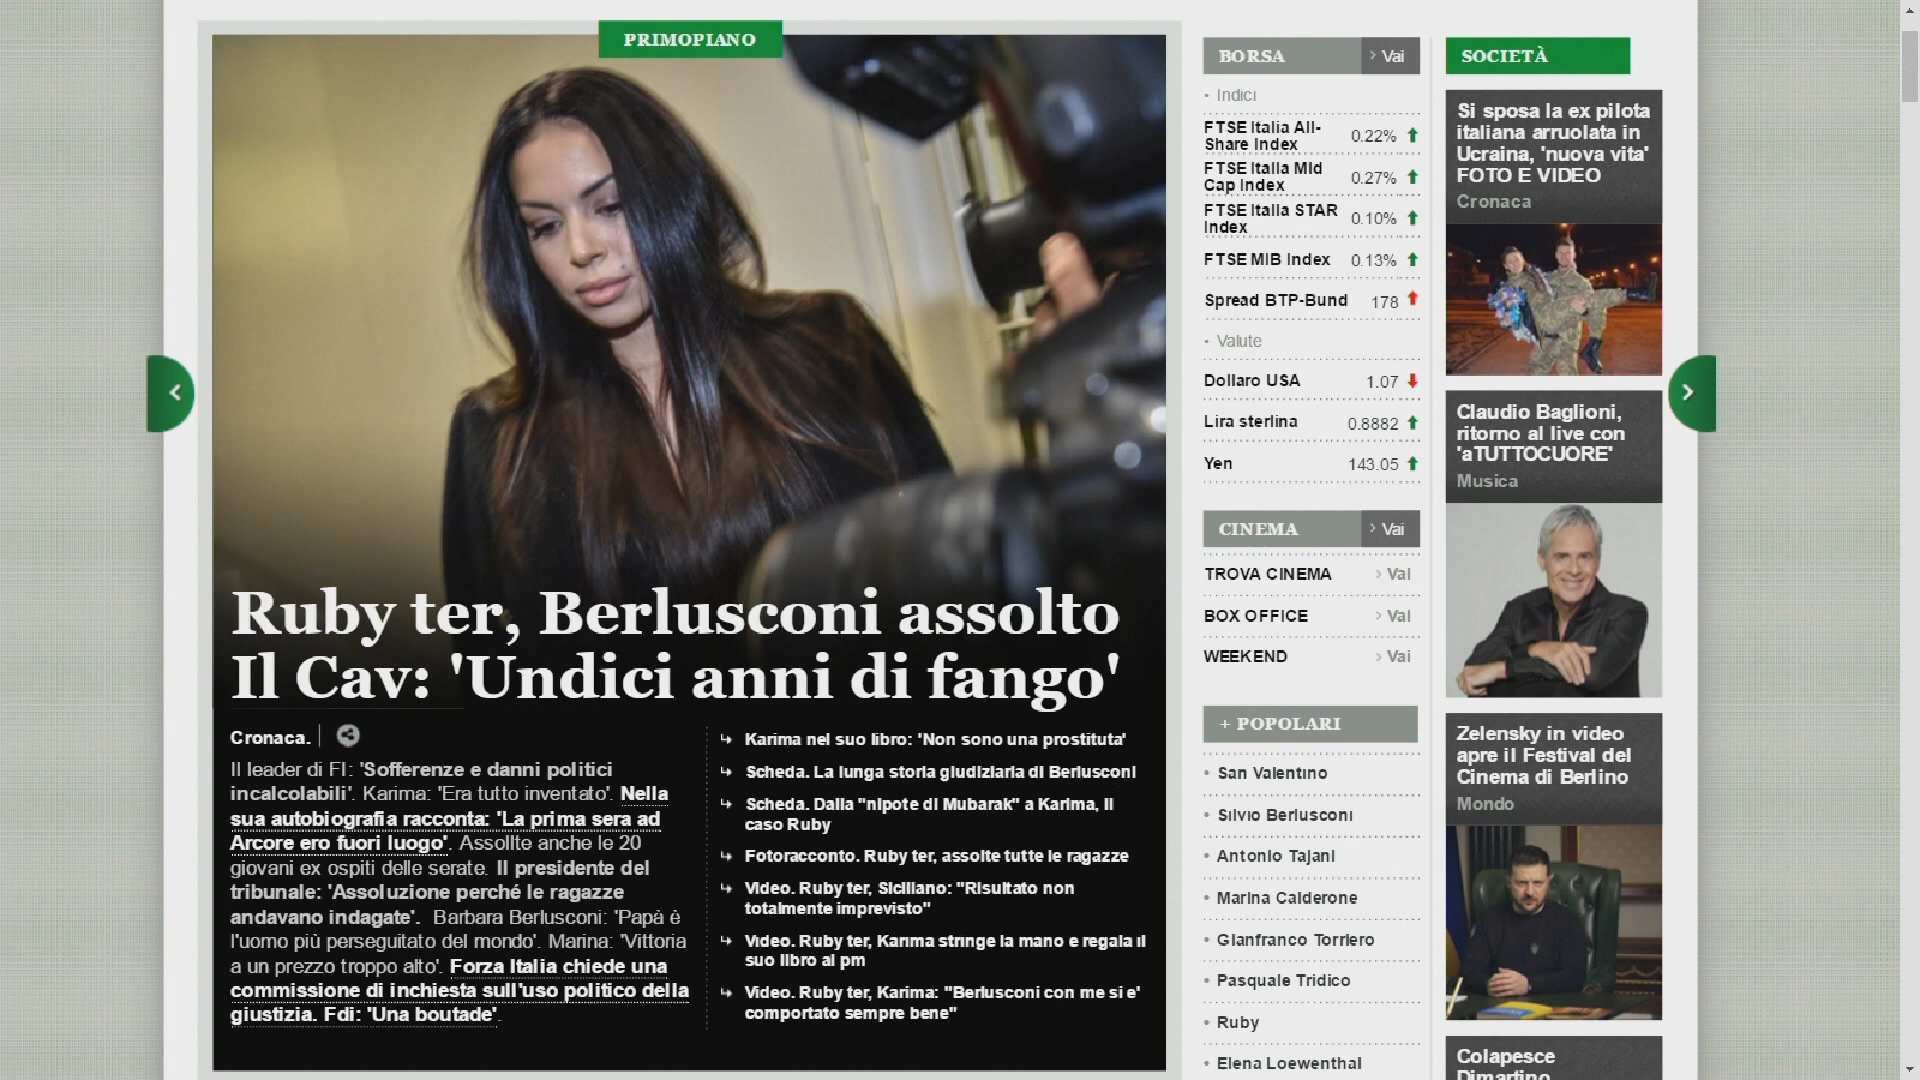 PRIMOPIANO
Ruby ter, Berlusconi assolto
Il Cav: 'Undici anni di fango'
Cronaca.
Il leader di FI: 'Sofferenze e danni politici
incalcolabili'. Karima: 'Era tutto inventato'. Nella
sua autobiografia racconta: 'La prima sera ad
Arcore ero fuori luogo'. Assollte anche le 20
giovani ex ospiti delle serate. Il presidente del
tribunale: 'Assoluzione perché le ragazze
andavano indagate'. Barbara Berlusconi: 'Papà è
l'uomo più perseguitato del mondo'. Marina: 'Vittoria
a un prezzo troppo alto'. Forza Italia chiede una
commissione di inchiesta sull'uso politico della
giustizia. Fdi: 'Una boutade'.
Karima nel suo libro: 'Non sono una prostituta'
Scheda. La lunga storia giudiziaria di Berlusconi
Scheda. Dalla "nipote di Mubarak" a Karima, il
caso Ruby
Fotoracconto. Ruby ter, assolte tutte le ragazze
Video. Ruby ter, Siciliano: "Risultato non
totalmente imprevisto"
Video. Ruby ter, Karima stringe la mano e regala il
suo libro al pm
Video. Ruby ter, Karima: "Berlusconi con me si e'
comportato sempre bene"
BORSA
Vai
Indici
FTSE Italia All-
Share Index 0.22%
FTSE Italia Mid
Cap Index 0.27%
FTSE Italia STAR
Index 0.10%
FTSE MIB Index 0.13%
Spread BTP-Bund 178
Valute
Dollaro USA 1.07
Lira sterlina 0.8882
Yen 143.05
CINEMA
Vai
TROVA CINEMA Vai
BOX OFFICE Vai
WEEKEND Vai
+ POPOLARI
San Valentino
Silvio Berlusconi
Antonio Tajani
Marina Calderone
Gianfranco Torriero
Pasquale Tridico
Ruby
Elena Loewenthal
SOCIETÀ
Si sposa la ex pilota
italiana arruolata in
Ucraina, 'nuova vita'
FOTO E VIDEO
Cronaca
Claudio Baglioni,
ritorno al live con
'aTUTTOCUORE'
Musica
Zelensky in video
apre il Festival del
Cinema di Berlino
Mondo
Colapesce
Dimartino